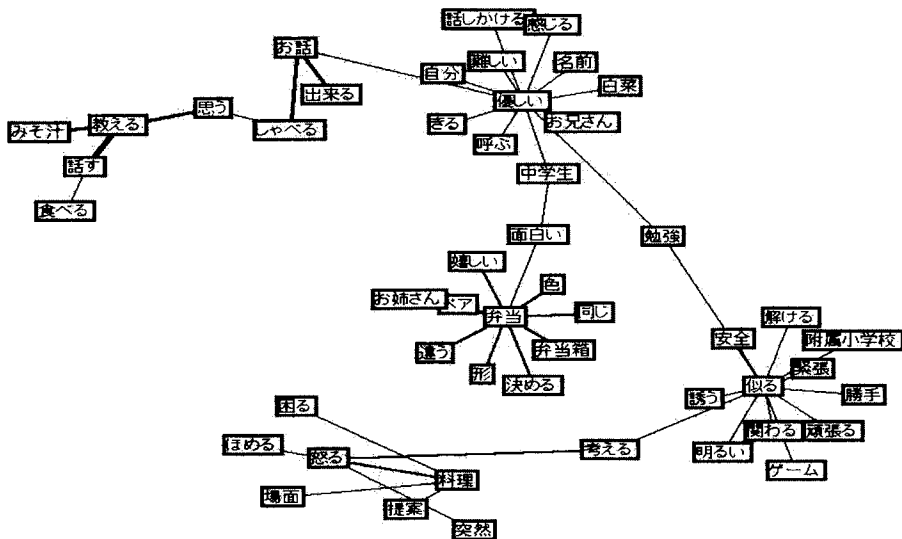 話しかける
感じる
お話
難しい
名前
自分
出来る
白菜
優しい
思う
きる
お兄さん
みそ汁
教える
しゃべる
呼ぶ
話す
中学生
食べる
面白い
勉強
嬉しい
色
お姉さん
ペア
同じ
弁当
解ける
違う
弁当箱
安全
附属小学校
形
決める
緊張
似る
勝手
誘う
困る
関わる
頑張る
ほめる
怒る
考える
明るい
ゲーム
料理
場面
提案
突然